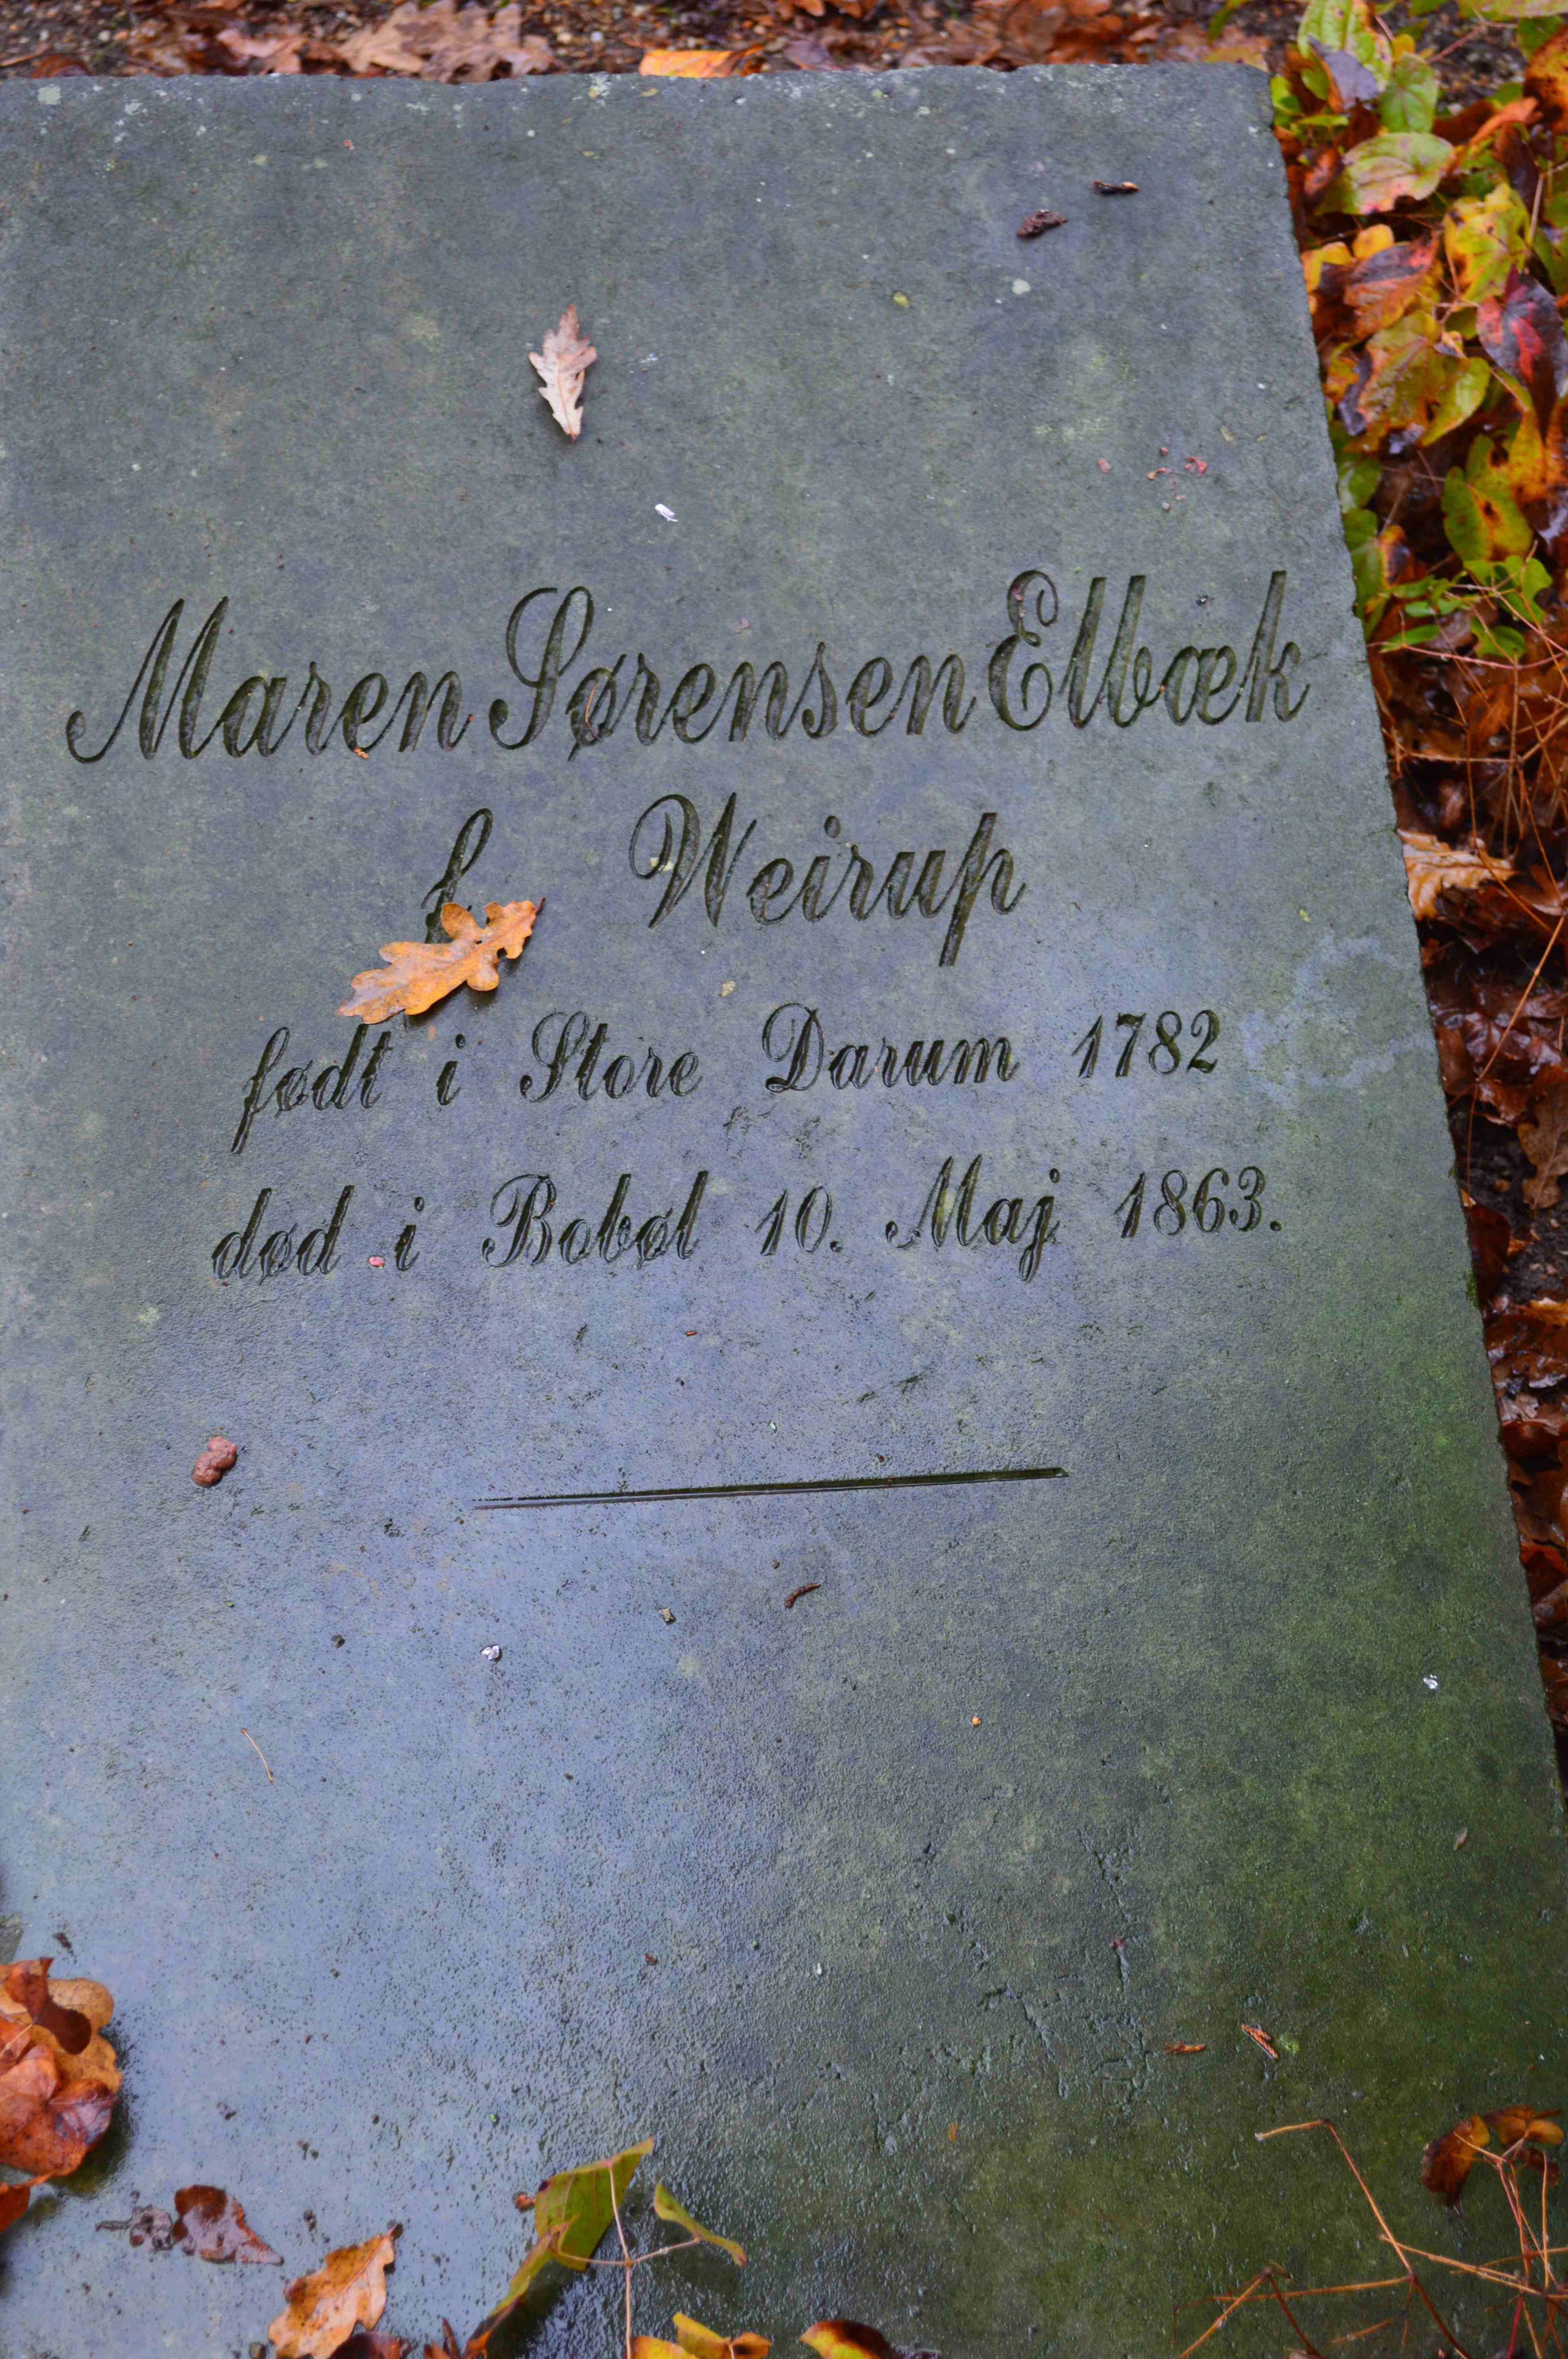 Maren Sørensen Elbæk
f Weirup
født i Store Darum 1782
død i Bobøl 10. Maj 1863.